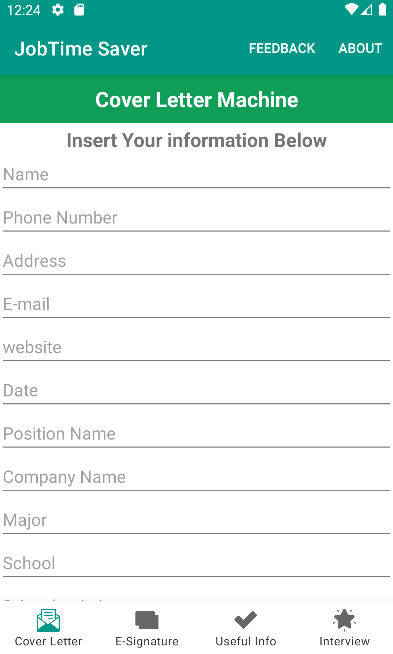 12:24
JobTime Saver FEEDBACK ABOUT
Cover Letter Machine
Insert Your information Below
Name
Phone Number
Address
E-mail
website
Date
Position Name
Company Name
Major
School
Cover Letter E-Signature Useful Info Interview